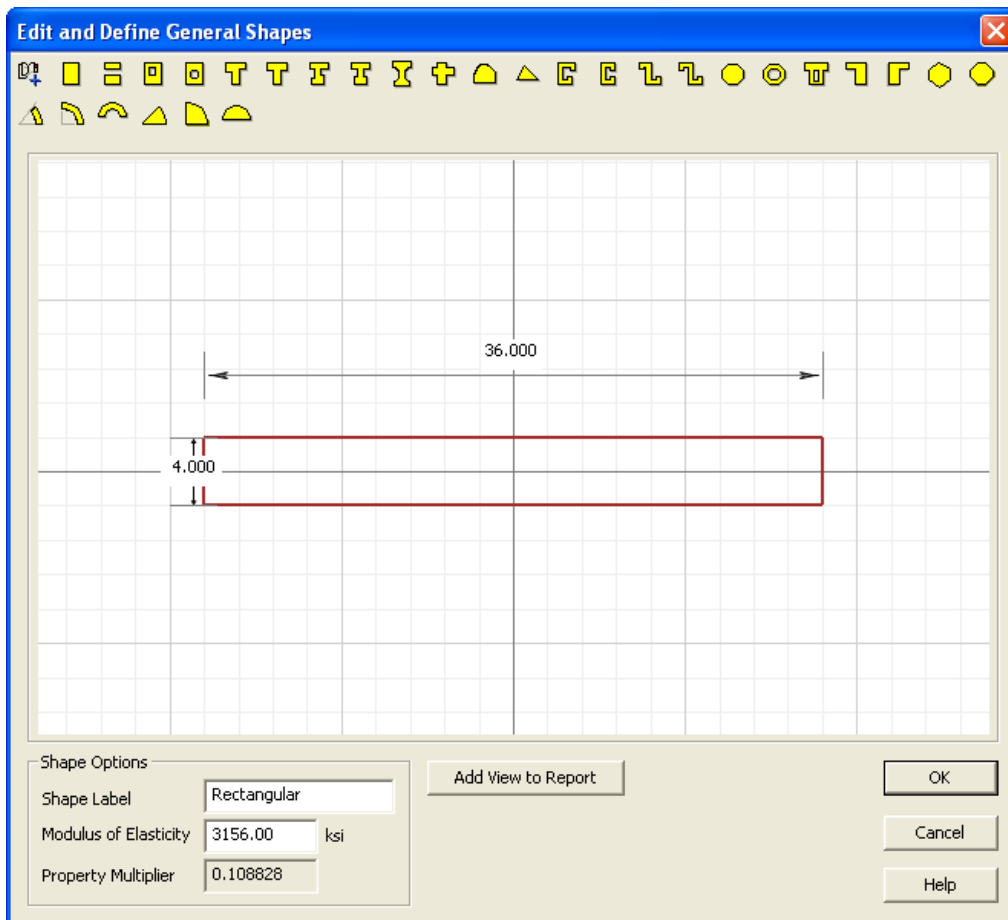 Edit and Define General Shapes
36.000
4.000
Shape Options
Shape Label Rectangular
Modulus of Elasticity 3156.00 ksi
Property Multiplier 0.108828
Add View to Report
OK
Cancel
Help